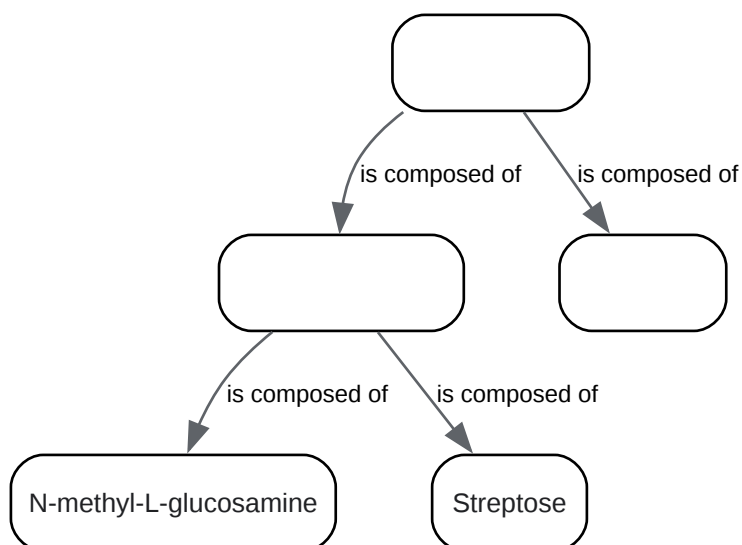 is composed of
is composed of
is composed of
is composed of
N-methyl-L-glucosamine
Streptose